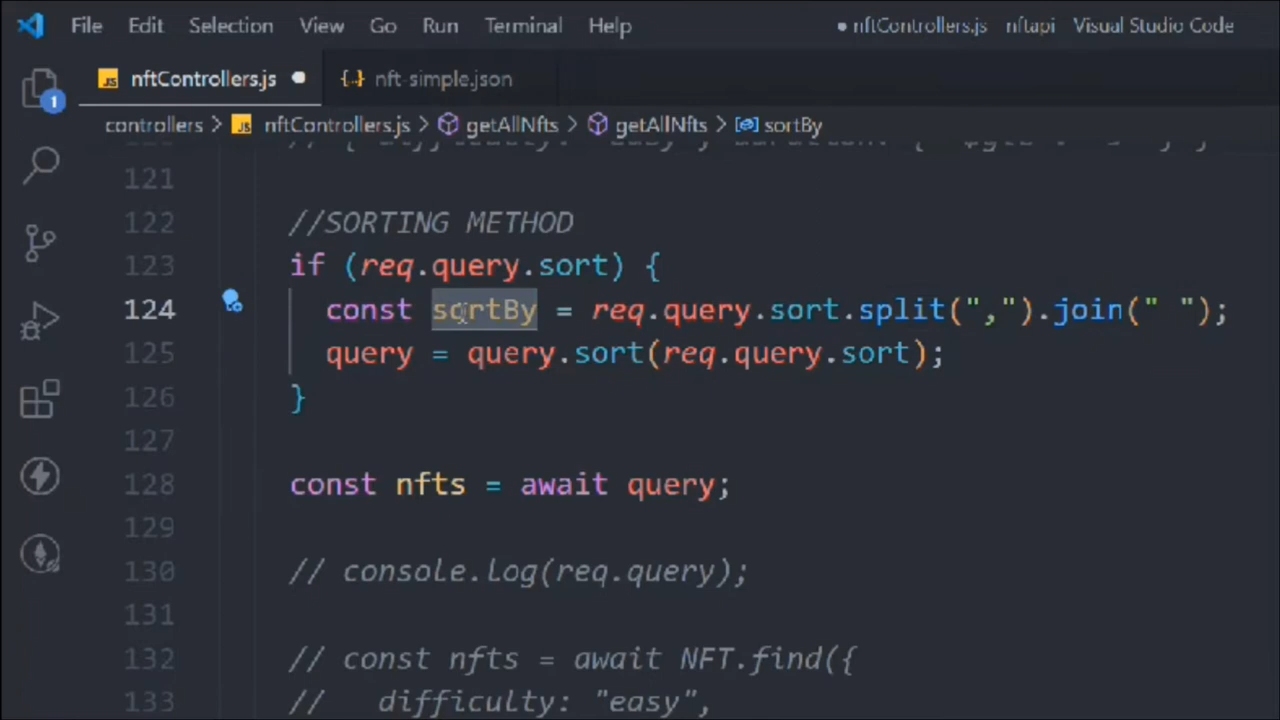 File Edit Selection View Go Run Terminal Help ● nftControllers.js nftapi Visual Studio Code
JS nftControllers.js ● {..} nft-simple.json
controllers > JS nftControllers.js > getAllNfts > getAllNfts > sortBy
1
121
122 //SORTING METHOD
123 if (req.query.sort) {
124 const sortBy = req.query.sort.split(",").join(" ");
125 query = query.sort(req.query.sort);
126 }
127
128 const nfts = await query;
129
130 // console.log(req.query);
131
132 // const nfts = await NFT.find({
133 // difficulty: "easy",